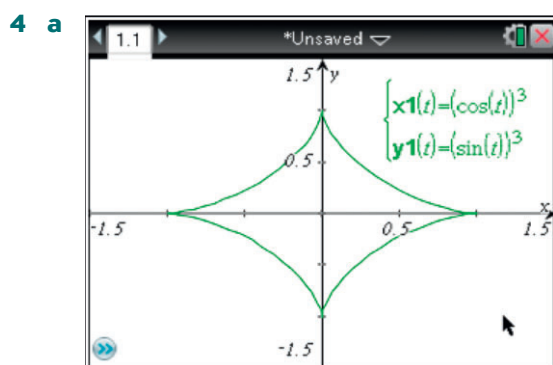 4 a
1.1 *Unsaved
1.5 y
x1(t)=(cos(t))³
y1(t)=(sin(t))³
0.5
x
-1.5 0.5 1.5
-1.5